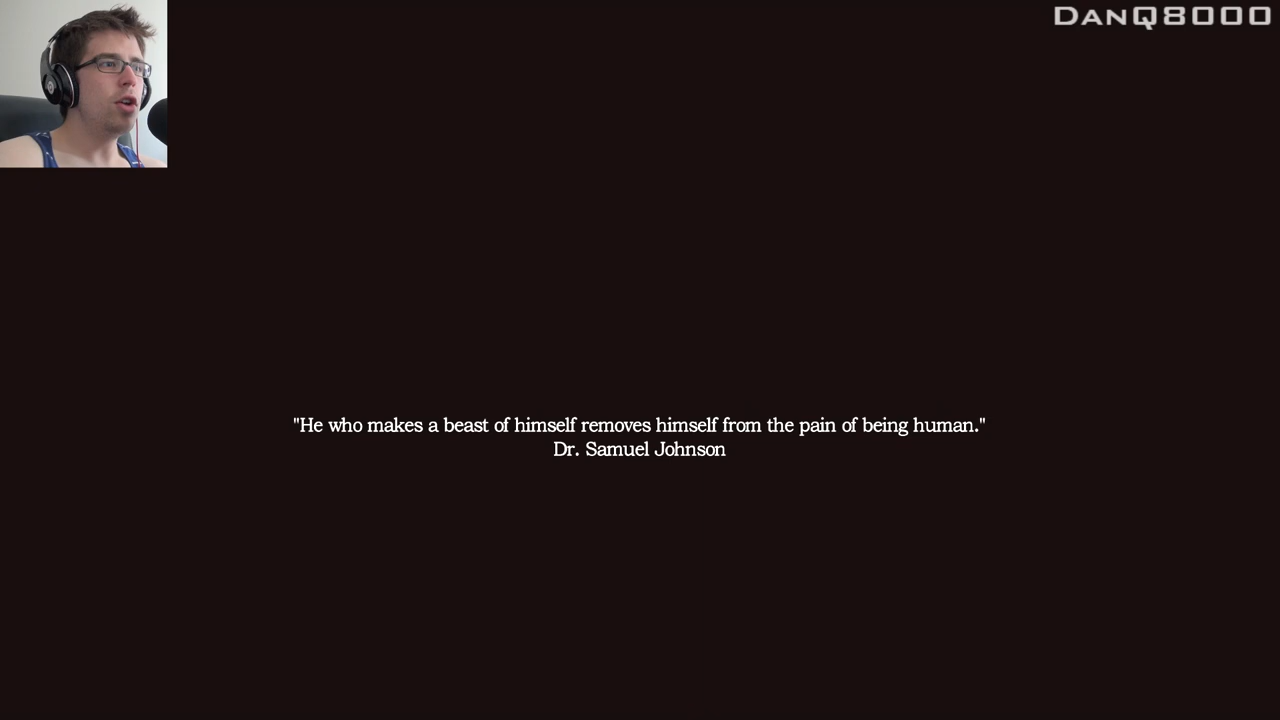 DanQ8000
"He who makes a beast of himself removes himself from the pain of being human."
Dr. Samuel Johnson